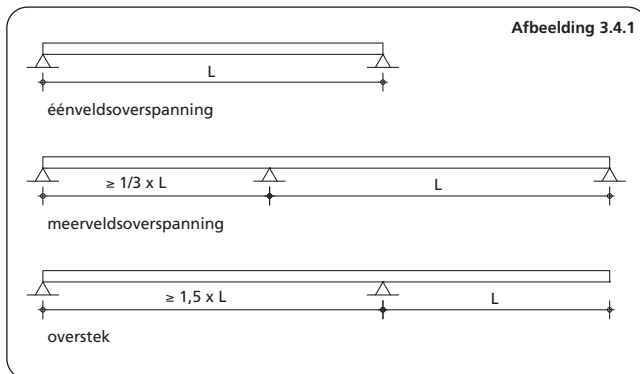 Afbeelding 3.4.1
L
éénveldsoverspanning
≥ 1/3 x L
L
meerveldsoverspanning
≥ 1,5 x L
L
overstek